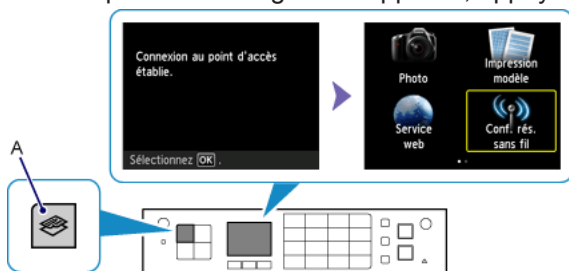 Connexion au point d'accès
établie.
Sélectionnez OK .
Photo
Impression
modèle
Service
web
Conf. rés.
sans fil
A